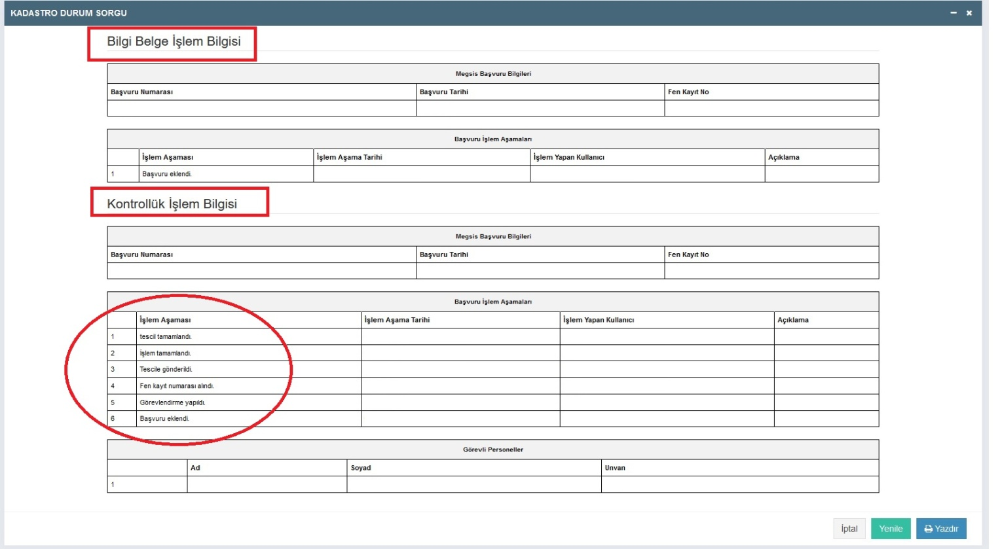 KADASTRO DURUM SORGU
Bilgi Belge İşlem Bilgisi
Megsis Başvuru Bilgileri
Başvuru Numarası Başvuru Tarihi Fen Kayıt No
Başvuru İşlem Aşamaları
İşlem Aşaması İşlem Aşama Tarihi İşlem Yapan Kullanıcı Açıklama
1 Başvuru eklendi.
Kontrollük İşlem Bilgisi
Megsis Başvuru Bilgileri
Başvuru Numarası Başvuru Tarihi Fen Kayıt No
Başvuru İşlem Aşamaları
İşlem Aşaması İşlem Aşama Tarihi İşlem Yapan Kullanıcı Açıklama
1 tescil tamamlandı.
2 İşlem tamamlandı.
3 Tescile gönderildi.
4 Fen kayıt numarası alındı.
5 Görevlendirme yapıldı.
6 Başvuru eklendi.
Görevli Personeller
Ad Soyad Unvan
1
İptal Yenile Yazdır